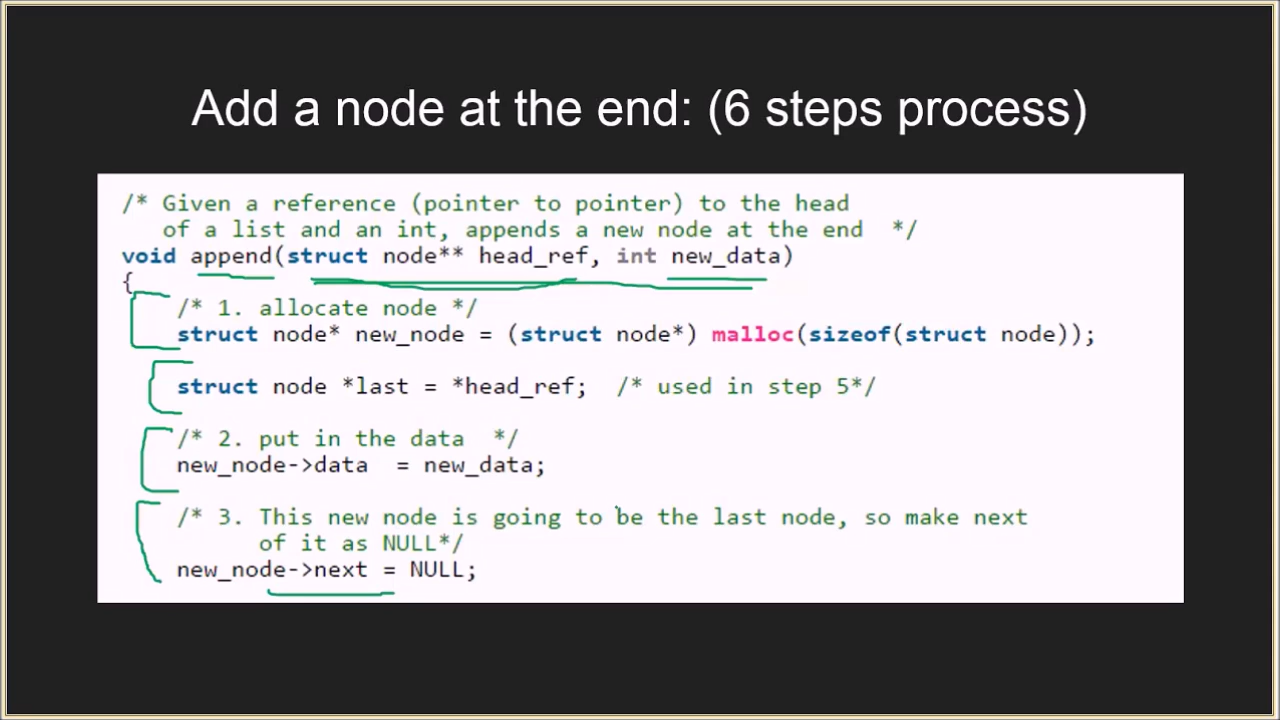 Add a node at the end: (6 steps process)
/* Given a reference (pointer to pointer) to the head
of a list and an int, appends a new node at the end */
void append(struct node** head_ref, int new_data)
{
/* 1. allocate node */
struct node* new_node = (struct node*) malloc(sizeof(struct node));
struct node *last = *head_ref; /* used in step 5*/
/* 2. put in the data */
new_node->data = new_data;
/* 3. This new node is going to be the last node, so make next
of it as NULL*/
new_node->next = NULL;